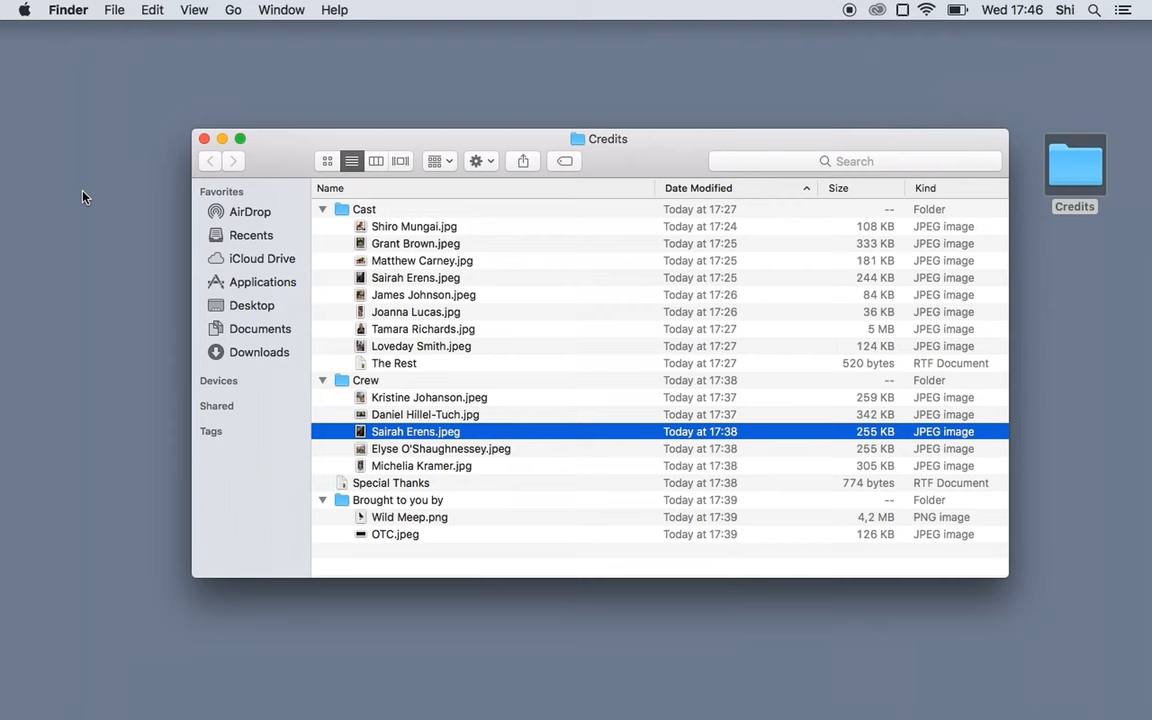 Finder File Edit View Go Window Help Wed 17:46 Shi
Credits
Search
Favorites
AirDrop
Recents
iCloud Drive
Applications
Desktop
Documents
Downloads
Devices
Shared
Tags
Name Date Modified Size Kind
Cast Today at 17:27 -- Folder
Shiro Mungai.jpg Today at 17:24 108 KB JPEG image
Grant Brown.jpeg Today at 17:25 333 KB JPEG image
Matthew Carney.jpg Today at 17:25 181 KB JPEG image
Sairah Erens.jpeg Today at 17:25 244 KB JPEG image
James Johnson.jpeg Today at 17:26 84 KB JPEG image
Joanna Lucas.jpg Today at 17:26 36 KB JPEG image
Tamara Richards.jpg Today at 17:27 5 MB JPEG image
Loveday Smith.jpeg Today at 17:27 124 KB JPEG image
The Rest Today at 17:27 520 bytes RTF Document
Crew Today at 17:38 -- Folder
Kristine Johanson.jpeg Today at 17:37 259 KB JPEG image
Daniel Hillel-Tuch.jpg Today at 17:37 342 KB JPEG image
Sairah Erens.jpeg Today at 17:38 255 KB JPEG image
Elyse O'Shaughnessey.jpeg Today at 17:38 255 KB JPEG image
Michelia Kramer.jpg Today at 17:38 305 KB JPEG image
Special Thanks Today at 17:38 774 bytes RTF Document
Brought to you by Today at 17:39 -- Folder
Wild Meep.png Today at 17:39 4,2 MB PNG image
OTC.jpeg Today at 17:39 126 KB JPEG image
Credits